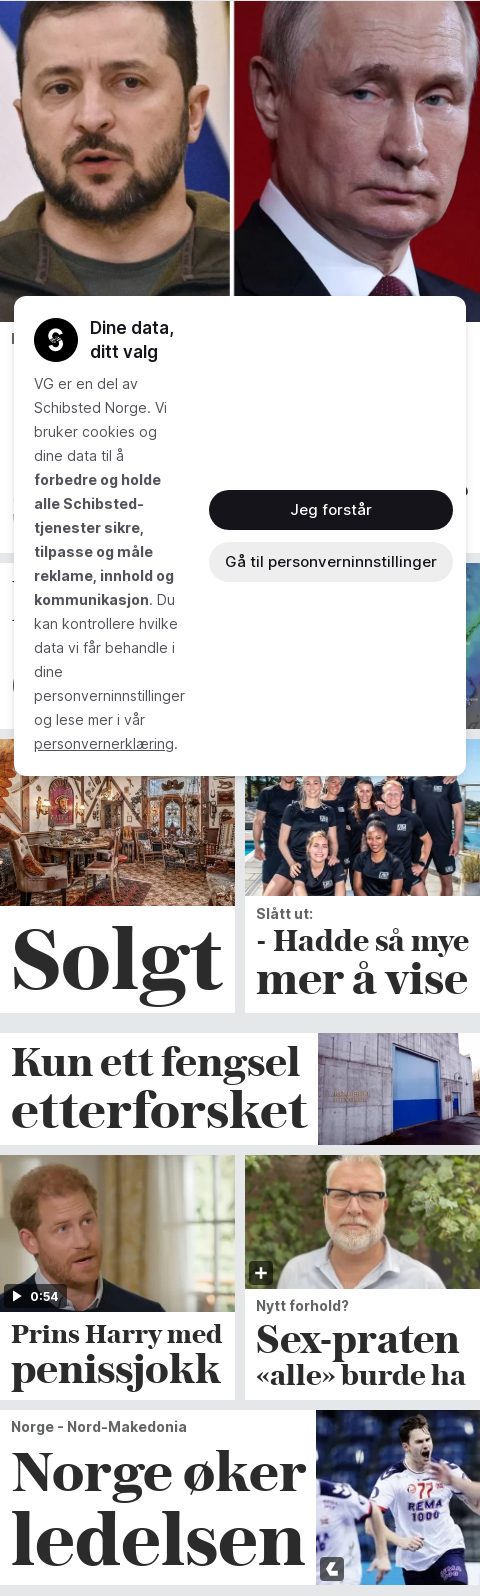 Dine data,
ditt valg
VG er en del av
Schibsted Norge. Vi
bruker cookies og
dine data til å
forbedre og holde
alle Schibsted-
tjenester sikre,
tilpasse og måle
reklame, innhold og
kommunikasjon. Du
kan kontrollere hvilke
data vi får behandle i
dine
personverninnstillinger
og lese mer i vår
personvernerklæring.
Jeg forstår
Gå til personverninnstillinger
Solgt
Slått ut:
- Hadde så mye
mer å vise
Kun ett fengsel
etterforsket
0:54
Prins Harry med
penissjokk
Nytt forhold?
Sex-praten
«alle» burde ha
Norge - Nord-Makedonia
Norge øker
ledelsen
77
REMA
1000